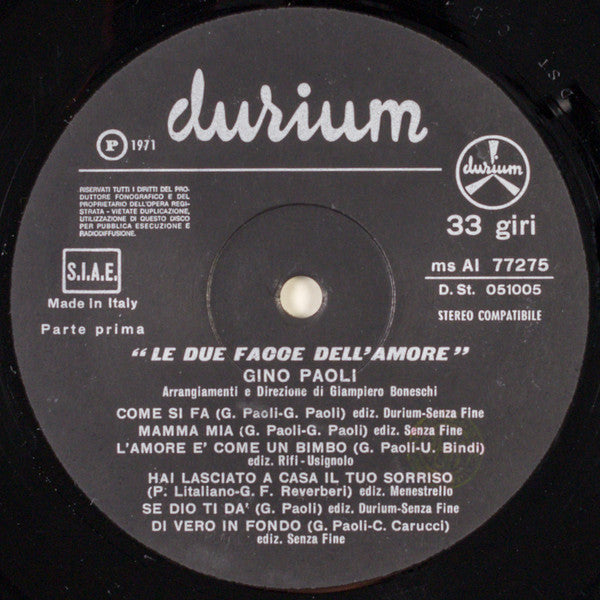 durium
P 1971
durium
RISERVATI TUTTI I DIRITTI DEL PRO-
DUTTORE FONOGRAFICO E DEL
PROPRIETARIO DELL'OPERA REGI-
STRATA - VIETATE DUPLICAZIONE,
UTILIZZAZIONE DI QUESTO DISCO
PER PUBBLICA ESECUZIONE E
RADIODIFFUSIONE.
33 giri
S.I.A.E.
ms AI 77275
Made in Italy
D. St. 051005
Parte prima
STEREO COMPATIBILE
"LE DUE FACCE DELL'AMORE"
GINO PAOLI
Arrangiamenti e Direzione di Giampiero Boneschi
COME SI FA (G. Paoli-G. Paoli) ediz. Durium-Senza Fine
MAMMA MIA (G. Paoli-G. Paoli) ediz. Senza Fine
L'AMORE E' COME UN BIMBO (G. Paoli-U. Bindi)
ediz. Rifi-Usignolo
HAI LASCIATO A CASA IL TUO SORRISO
(P. Litaliano-G. F. Reverberi) ediz. Menestrello
SE DIO TI DA' (G. Paoli) ediz. Durium-Senza Fine
DI VERO IN FONDO (G. Paoli-C. Carucci)
ediz. Senza Fine